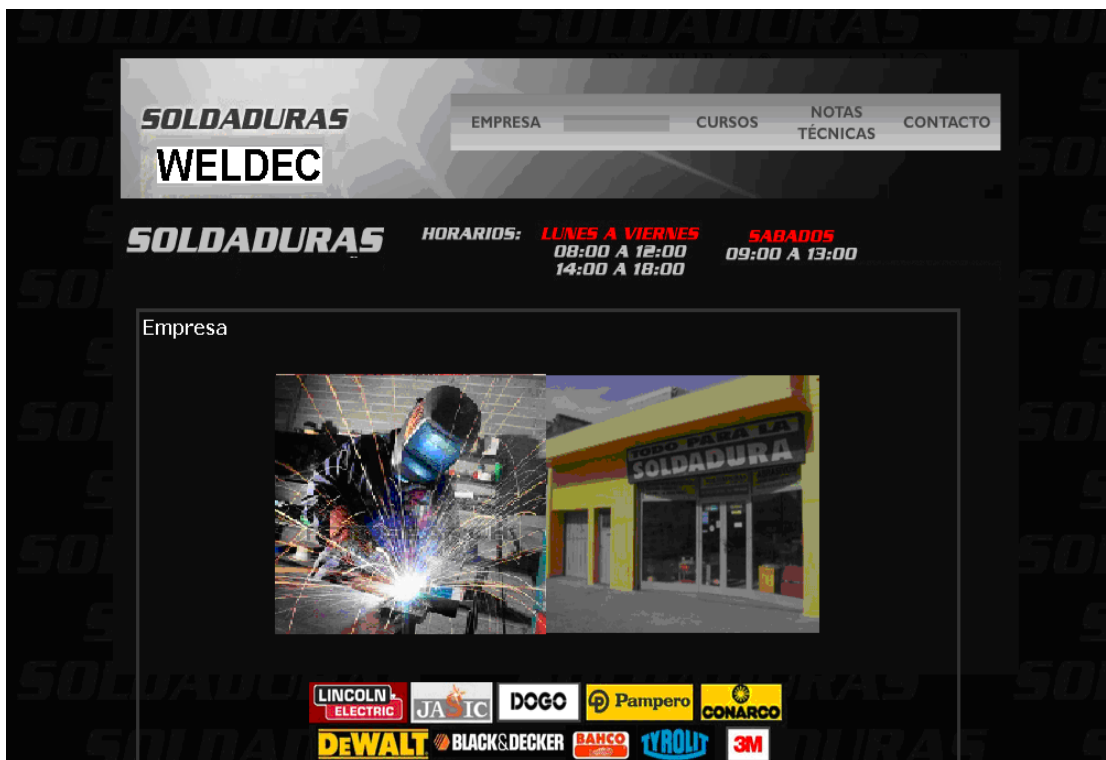 SOLDADURAS
WELDEC
EMPRESA CURSOS NOTAS TÉCNICAS CONTACTO
SOLDADURAS
HORARIOS: LUNES A VIERNES SABADOS
08:00 A 12:00 09:00 A 13:00
14:00 A 18:00
Empresa
TODO PARA LA
SOLDADURA
LINCOLN ELECTRIC JASIC DOGO Pampero CONARCO
DEWALT BLACK&DECKER BAHCO TYROLIT 3M